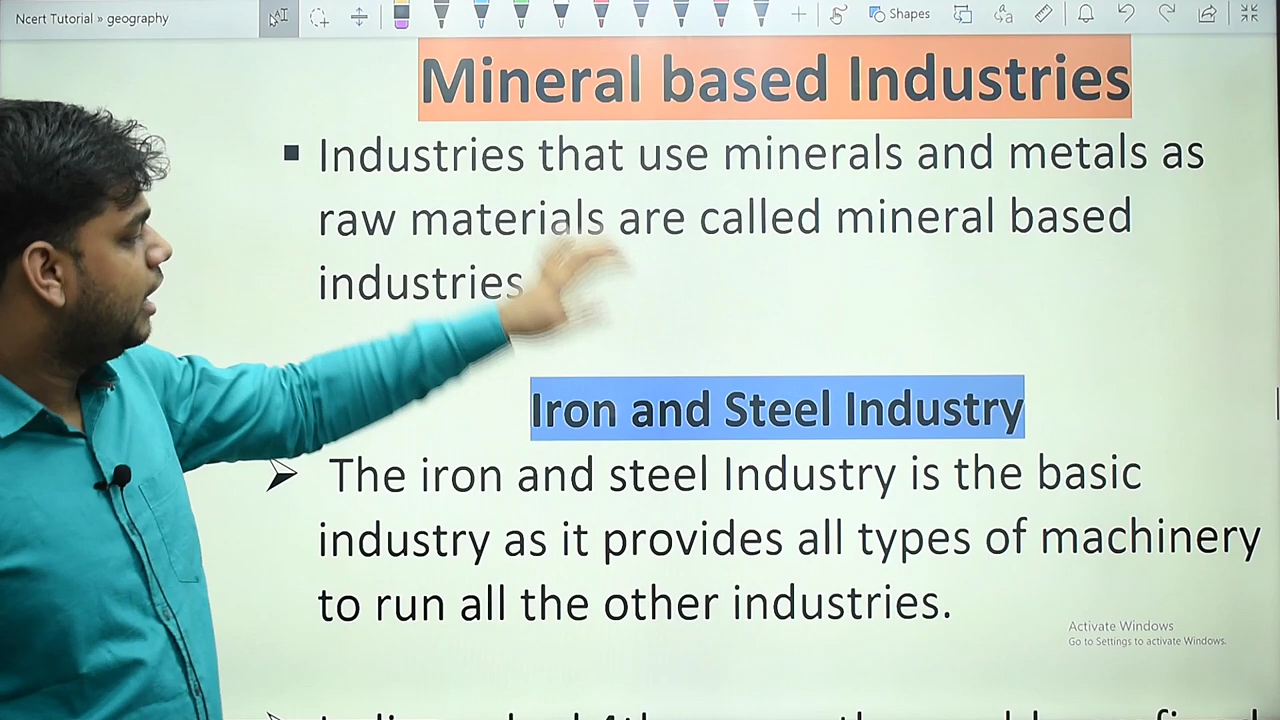 Ncert Tutorial » geography
Shapes
Mineral based Industries
▪ Industries that use minerals and metals as
raw materials are called mineral based
industries
Iron and Steel Industry
➢ The iron and steel Industry is the basic
industry as it provides all types of machinery
to run all the other industries.
Activate Windows
Go to Settings to activate Windows.